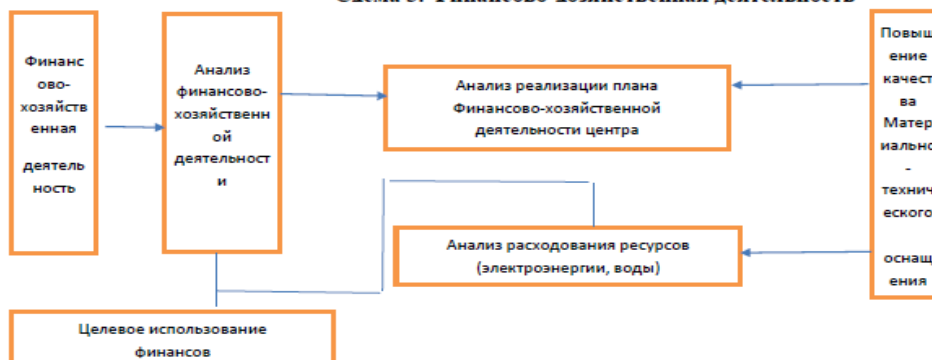 Финанс
ово-
хозяйств
енная
деятель
ность
Анализ
финансово-
хозяйственн
ой
деятельност
и
Анализ реализации плана
Финансово-хозяйственной
деятельности центра
Анализ расходования ресурсов
(электроэнергии, воды)
Целевое использование
финансов
Повыш
ение
качест
ва
Матер
иально
-
технич
еского
оснащ
ения